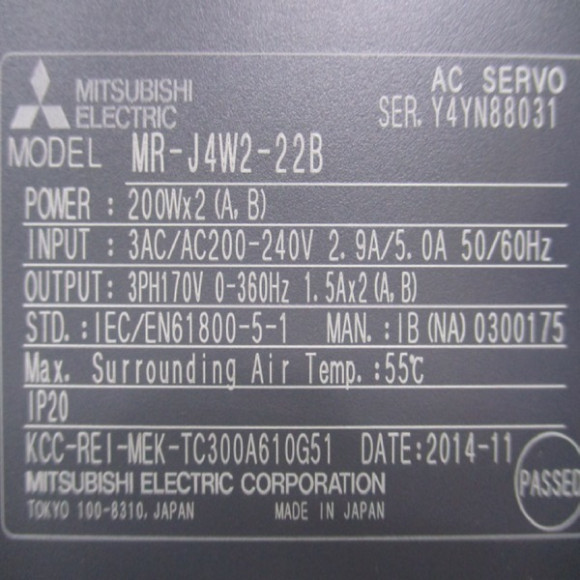 MITSUBISHI
ELECTRIC
AC SERVO
SER. Y4YN88031
MODEL MR-J4W2-22B
POWER : 200Wx2 (A, B)
INPUT : 3AC/AC200-240V 2.9A/5.0A 50/60Hz
OUTPUT: 3PH170V 0-360Hz 1.5Ax2 (A, B)
STD. : IEC/EN61800-5-1 MAN. : IB (NA) 0300175
Max. Surrounding Air Temp. : 55℃
IP20
KCC-REI-MEK-TC300A610G51 DATE: 2014-11
MITSUBISHI ELECTRIC CORPORATION
PASSED
TOKYO 100-8310, JAPAN MADE IN JAPAN